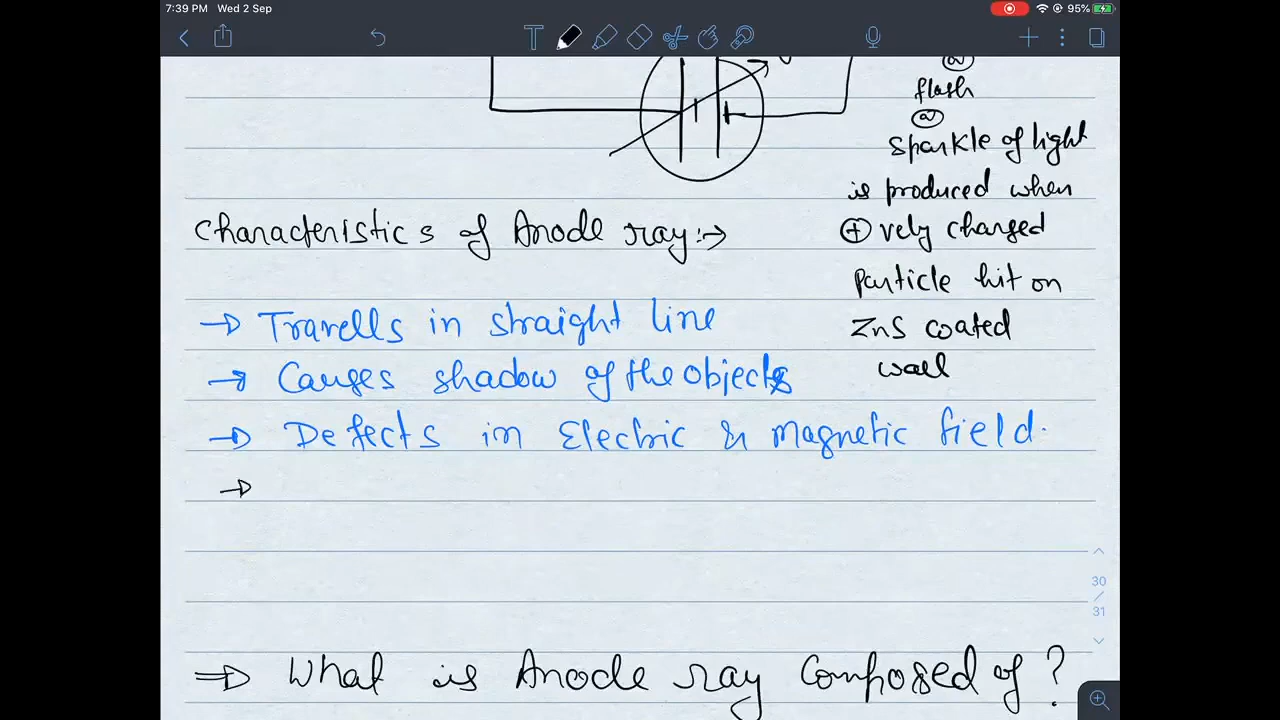 7:39 PM Wed 2 Sep
95%
T
flash
sparkle of light
is produced when
characteristics of Anode ray:→
⊕ vely charged
particle hit on
→ Travells in straight line
ZnS coated
→ Causes shadow of the objects
wall
→ Defects in Electric & magnetic field.
→
30
/
31
⇒ What is Anode ray composed of ?